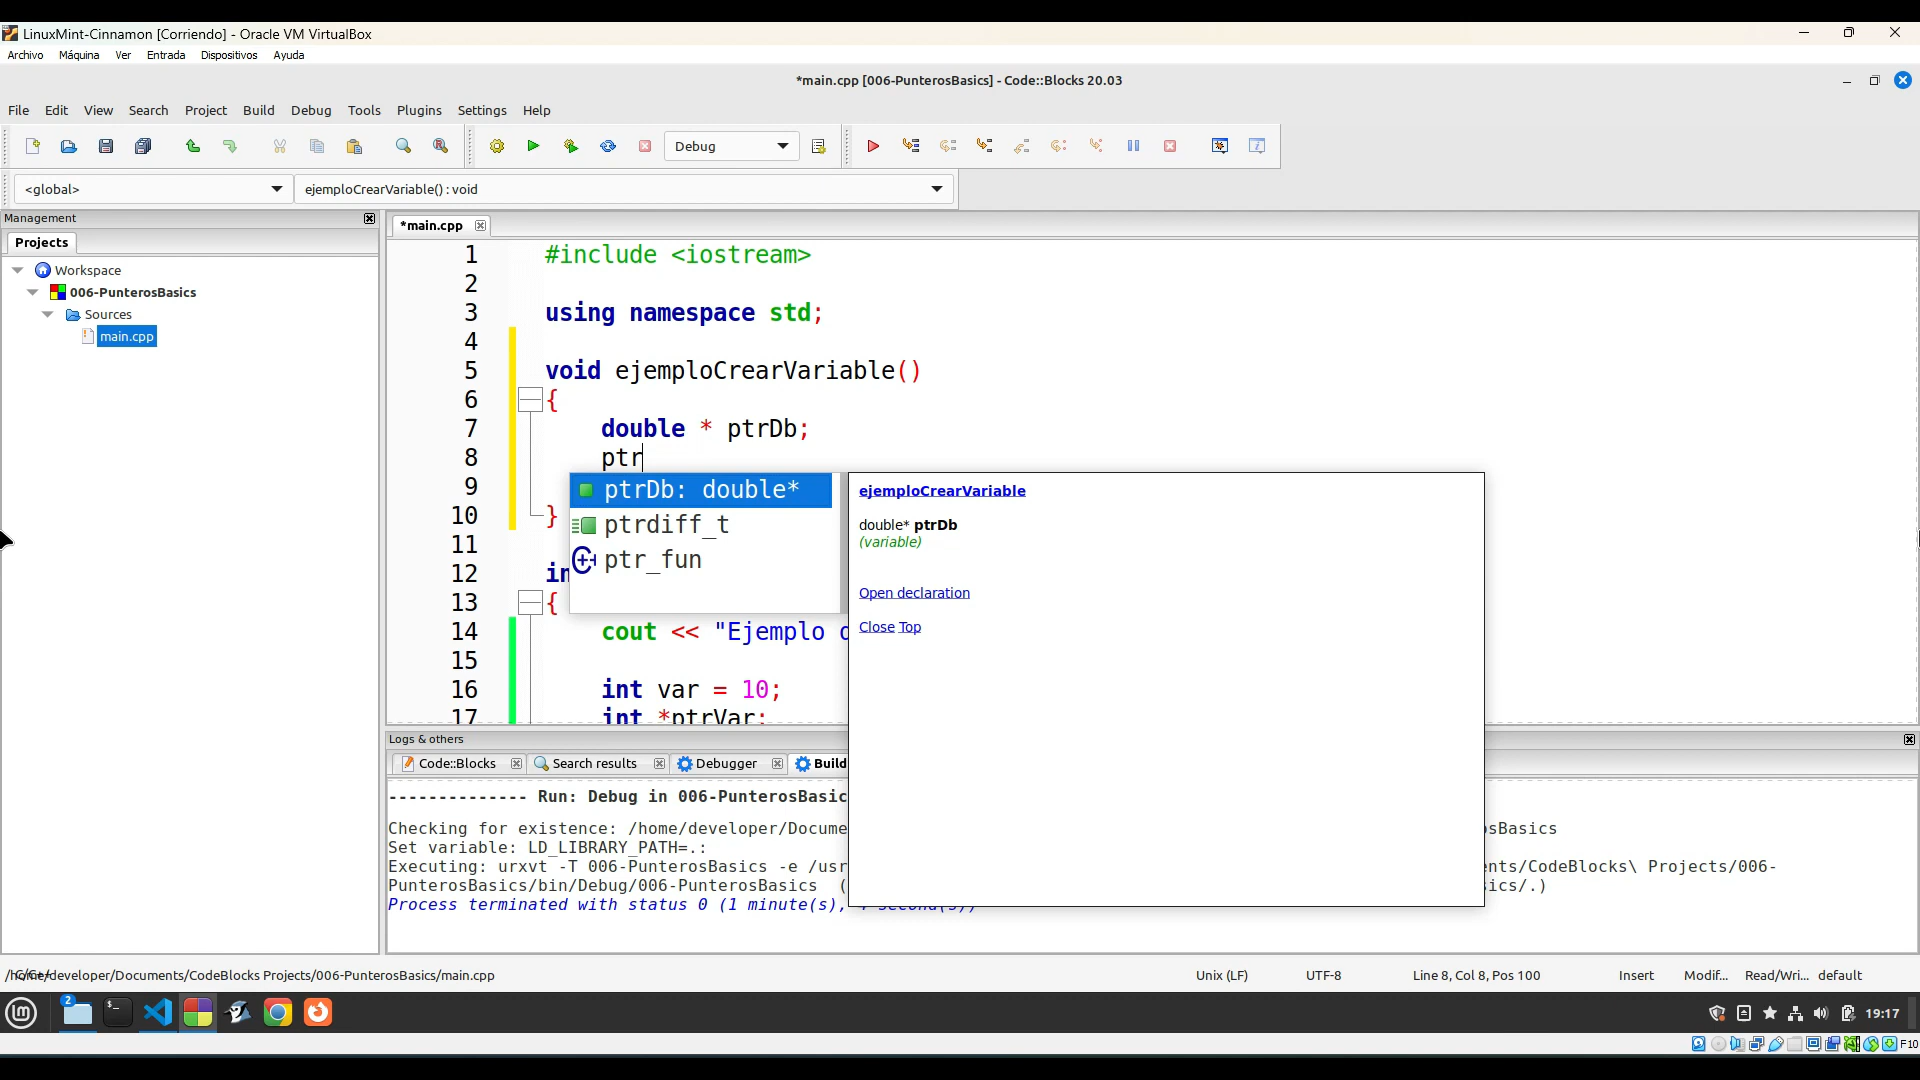 LinuxMint-Cinnamon [Corriendo] - Oracle VM VirtualBox
Archivo Máquina Ver Entrada Dispositivos Ayuda
*main.cpp [006-PunterosBasics] - Code::Blocks 20.03
File Edit View Search Project Build Debug Tools Plugins Settings Help
Debug
<global> ejemploCrearVariable() : void
Management
Projects
Workspace
006-PunterosBasics
Sources
main.cpp
*main.cpp
1 #include <iostream>
2
3 using namespace std;
4
5 void ejemploCrearVariable()
6 {
7 double * ptrDb;
8 ptr
9
10 }
11
12 in
13 {
14 cout << "Ejemplo
15
16 int var = 10;
17 int *ptrVar;
ptrDb: double*
ptrdiff_t
ptr_fun
ejemploCrearVariable
double* ptrDb
(variable)
Open declaration
Close Top
Logs & others
Code::Blocks Search results Debugger Build
-------------- Run: Debug in 006-PunterosBasic
Checking for existence: /home/developer/Docume sBasics
Set variable: LD_LIBRARY_PATH=.:
Executing: urxvt -T 006-PunterosBasics -e /usr nts/CodeBlocks\ Projects/006-
PunterosBasics/bin/Debug/006-PunterosBasics ( ics/.)
Process terminated with status 0 (1 minute(s),
/home/developer/Documents/CodeBlocks Projects/006-PunterosBasics/main.cpp Unix (LF) UTF-8 Line 8, Col 8, Pos 100 Insert Modif... Read/Wri... default
2 19:17
F10